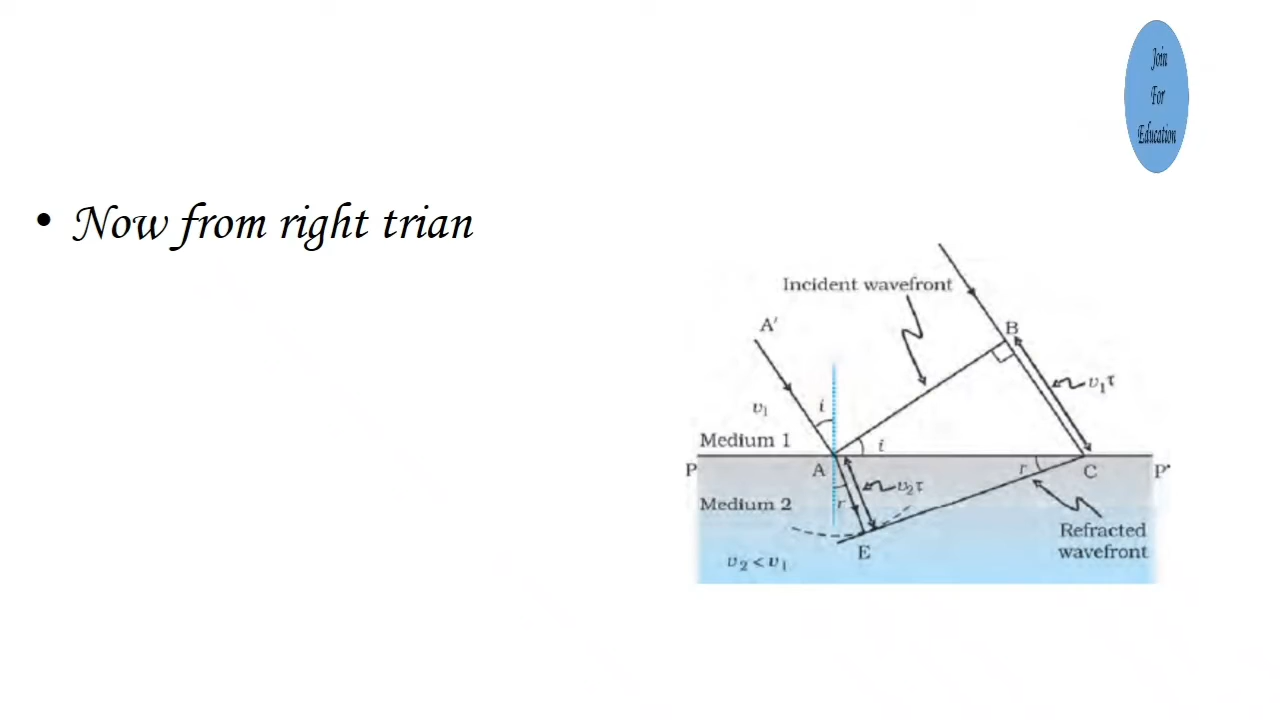 Join
For
Education
• Now from right trian
Incident wavefront
A′
B
v₁τ
v₁
i
Medium 1
i
P
A
r
C
P′
v₂τ
Medium 2
r
Refracted
wavefront
E
v₂ < v₁